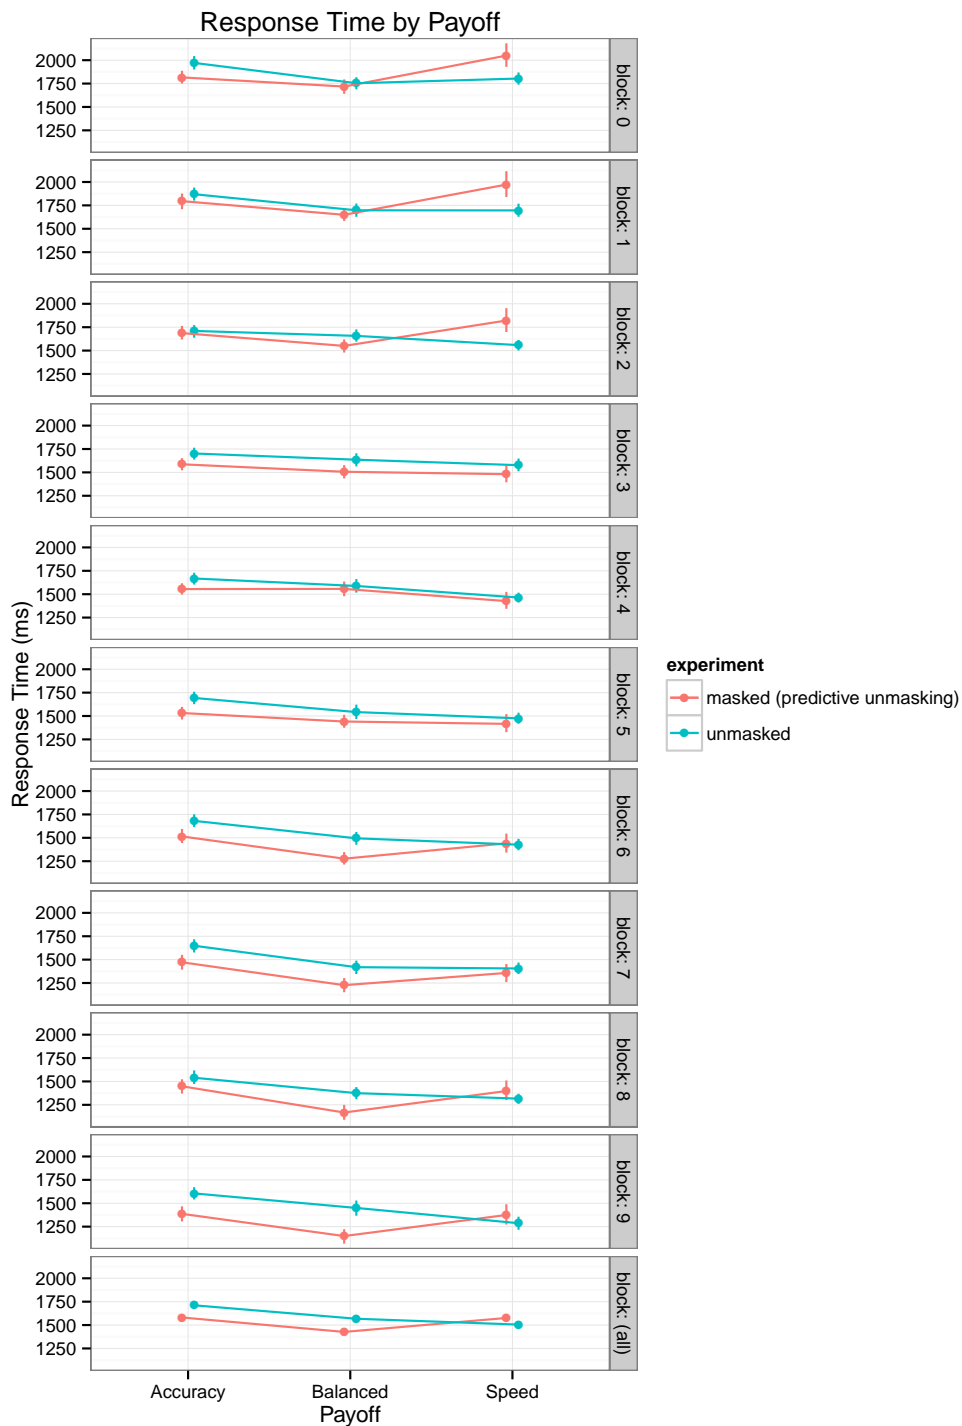 Response Time by Payoff
2000
1750
1500
1250
block: 0
2000
1750
1500
1250
block: 1
2000
1750
1500
1250
block: 2
2000
1750
1500
1250
block: 3
2000
1750
1500
1250
block: 4
2000
1750
1500
1250
block: 5
2000
1750
1500
1250
block: 6
2000
1750
1500
1250
block: 7
2000
1750
1500
1250
block: 8
2000
1750
1500
1250
block: 9
2000
1750
1500
1250
block: (all)
Response Time (ms)
Accuracy Balanced Speed
Payoff
experiment
masked (predictive unmasking)
unmasked